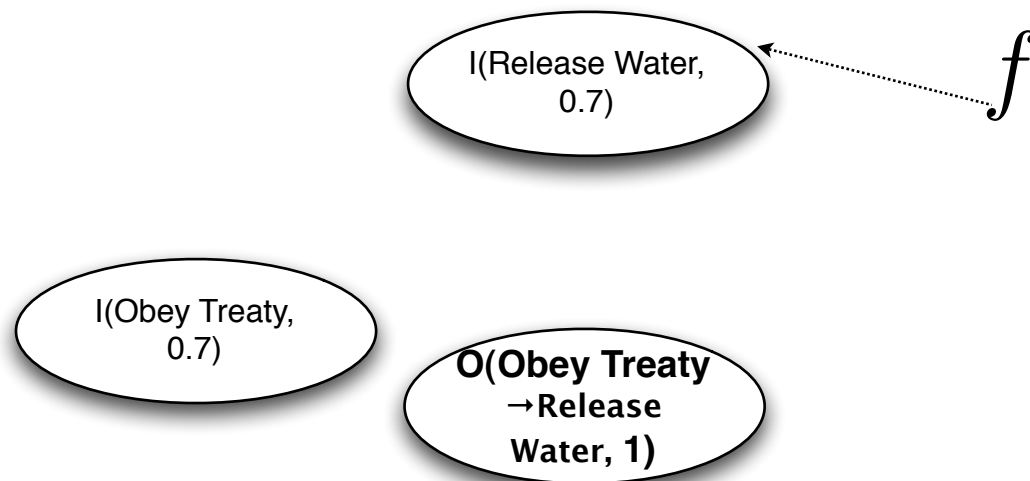 I(Release Water,
0.7)
f
I(Obey Treaty,
0.7)
O(Obey Treaty
→Release
Water, 1)